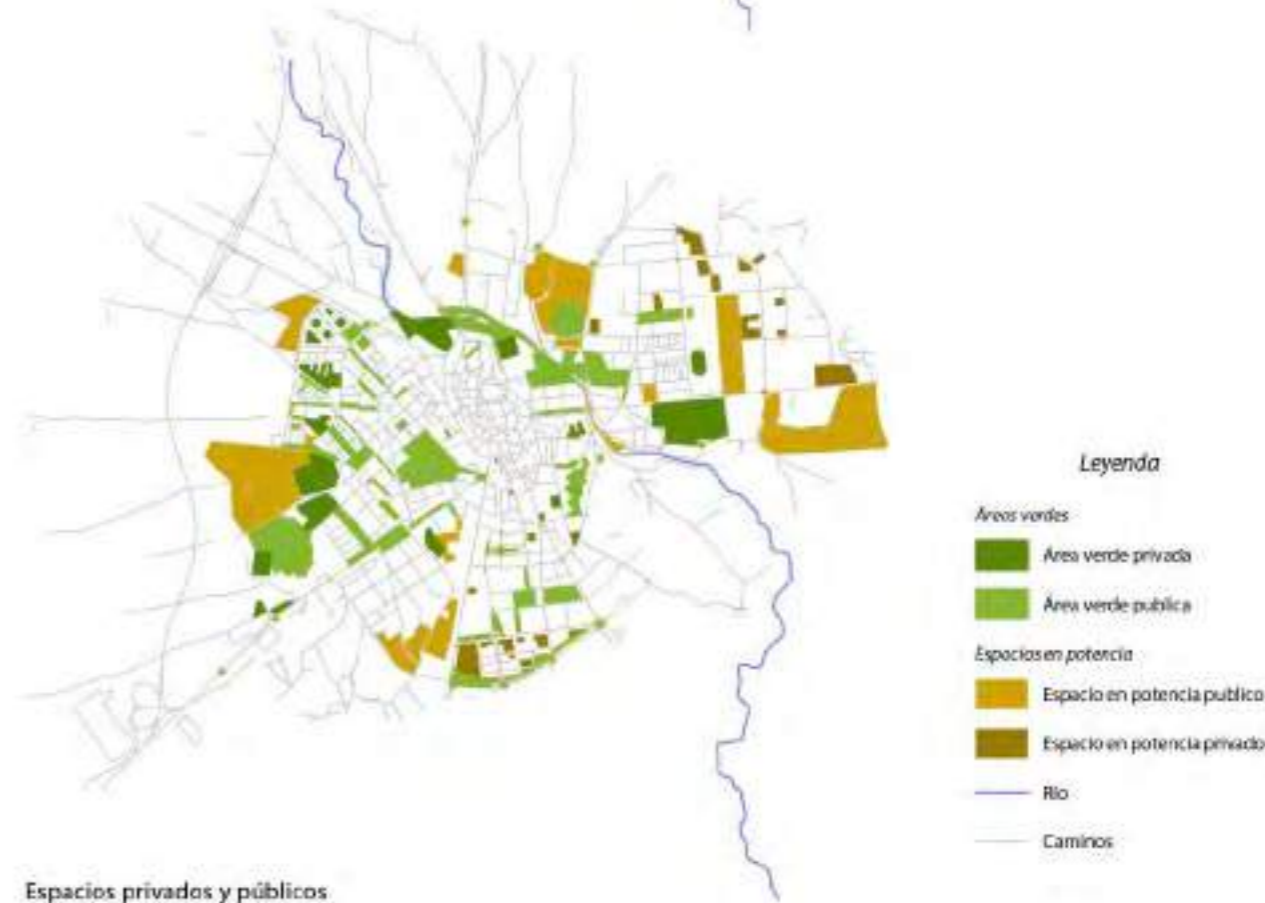 Leyenda
Áreas verdes
Área verde privada
Área verde publica
Espacios en potencia
Espacio en potencia publico
Espacio en potencia privado
Río
Caminos
Espacios privados y públicos